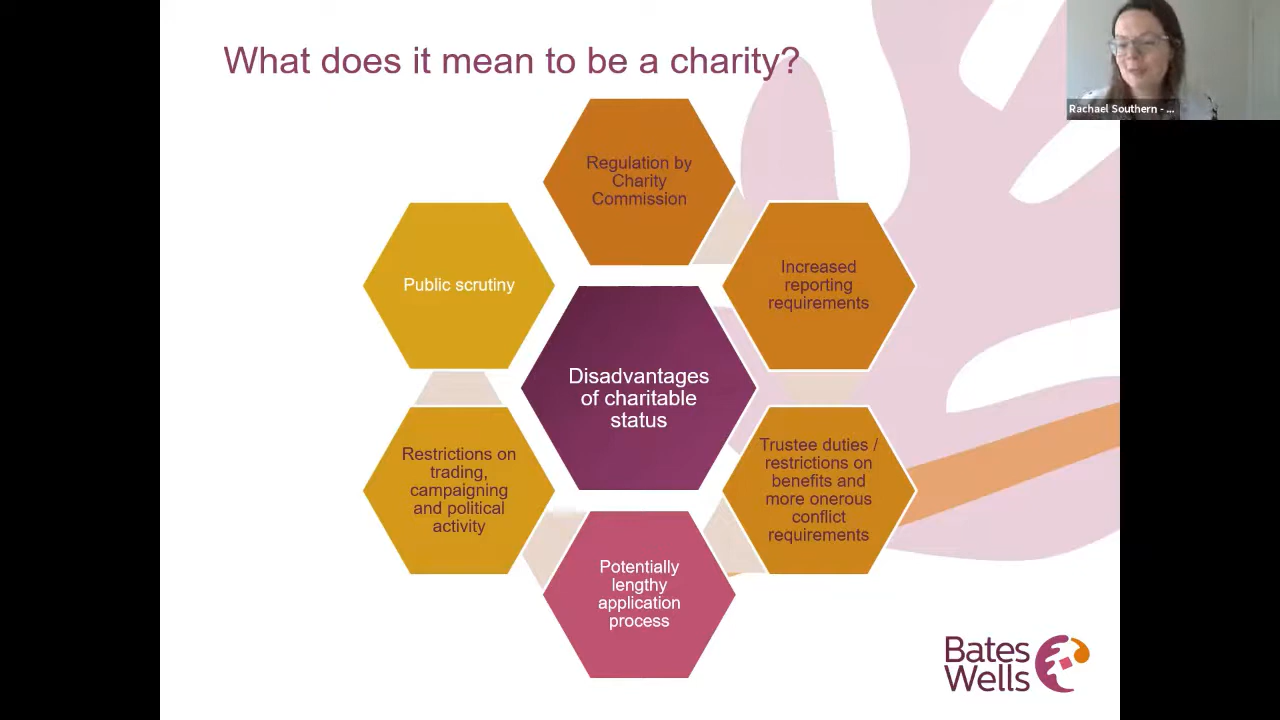 What does it mean to be a charity?
Rachael Southern - ...
Regulation by
Charity
Commission
Increased
reporting
requirements
Trustee duties /
restrictions on
benefits and
more onerous
conflict
requirements
Potentially
lengthy
application
process
Restrictions on
trading,
campaigning
and political
activity
Public scrutiny
Disadvantages
of charitable
status
Bates
Wells